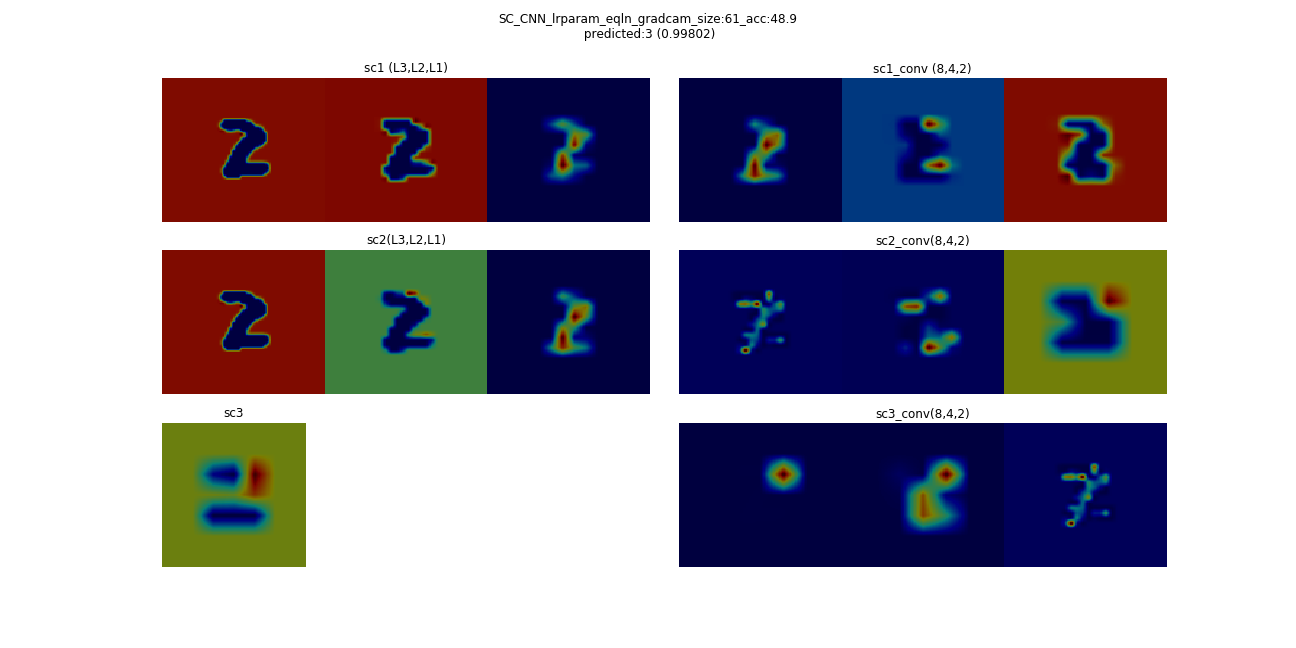 SC_CNN_lrparam_eqln_gradcam_size:61_acc:48.9
predicted:3 (0.99802)
sc1 (L3,L2,L1)
sc1_conv (8,4,2)
sc2(L3,L2,L1)
sc2_conv(8,4,2)
sc3
sc3_conv(8,4,2)